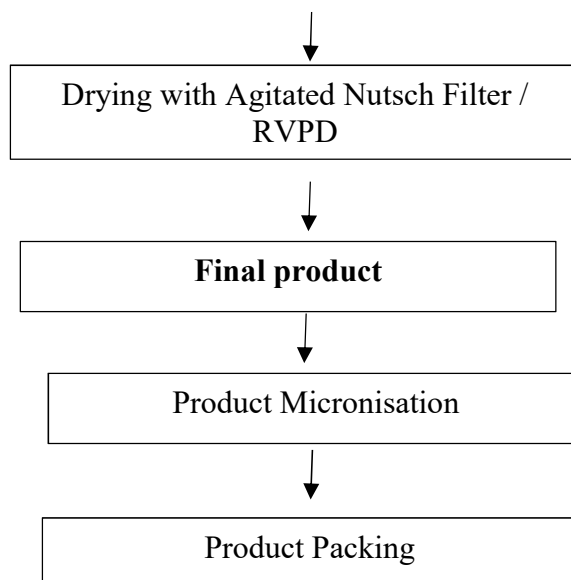 Drying with Agitated Nutsch Filter /
RVPD
Final product
Product Micronisation
Product Packing